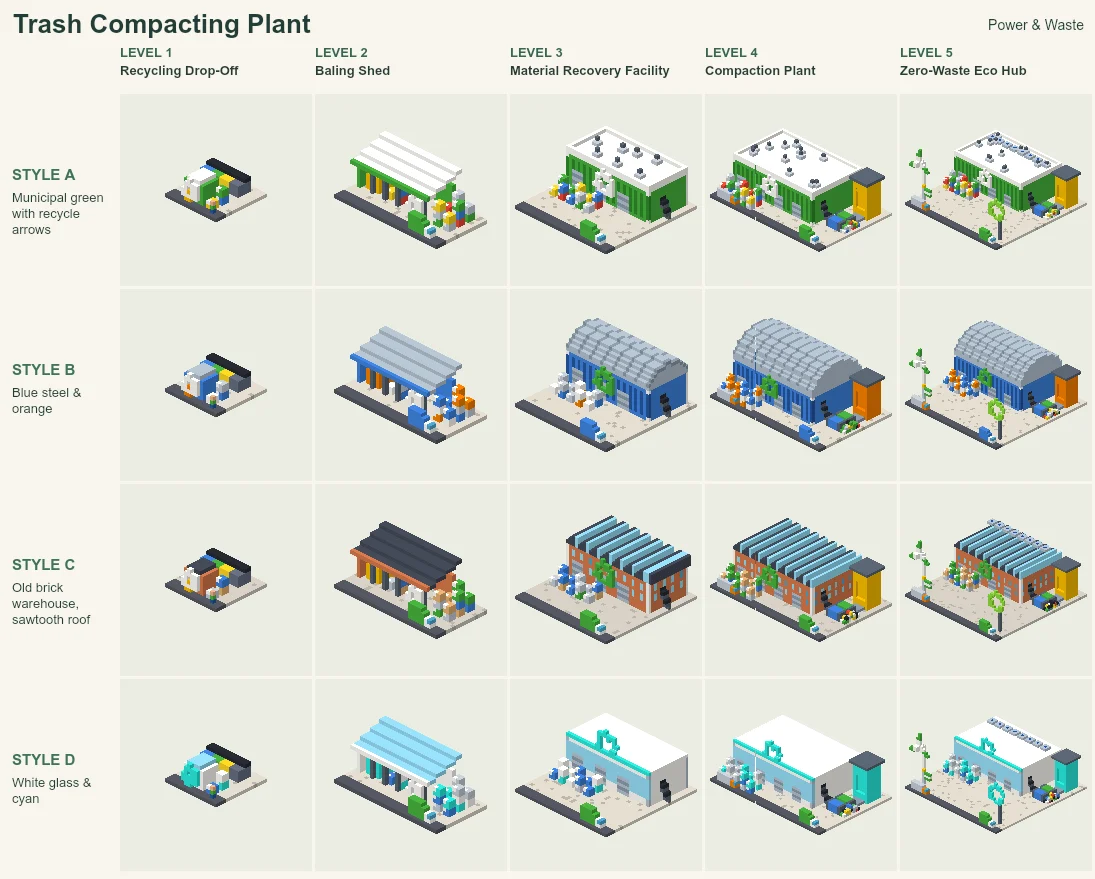 Trash Compacting Plant
Power & Waste
LEVEL 1
Recycling Drop-Off
LEVEL 2
Baling Shed
LEVEL 3
Material Recovery Facility
LEVEL 4
Compaction Plant
LEVEL 5
Zero-Waste Eco Hub
STYLE A
Municipal green
with recycle
arrows
STYLE B
Blue steel &
orange
STYLE C
Old brick
warehouse,
sawtooth roof
STYLE D
White glass &
cyan